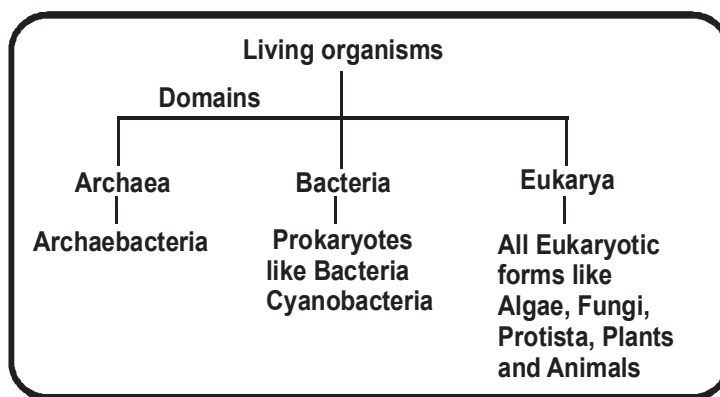 Living organisms
Domains
Archaea
Bacteria
Eukarya
Archaebacteria
Prokaryotes
like Bacteria
Cyanobacteria
All Eukaryotic
forms like
Algae, Fungi,
Protista, Plants
and Animals